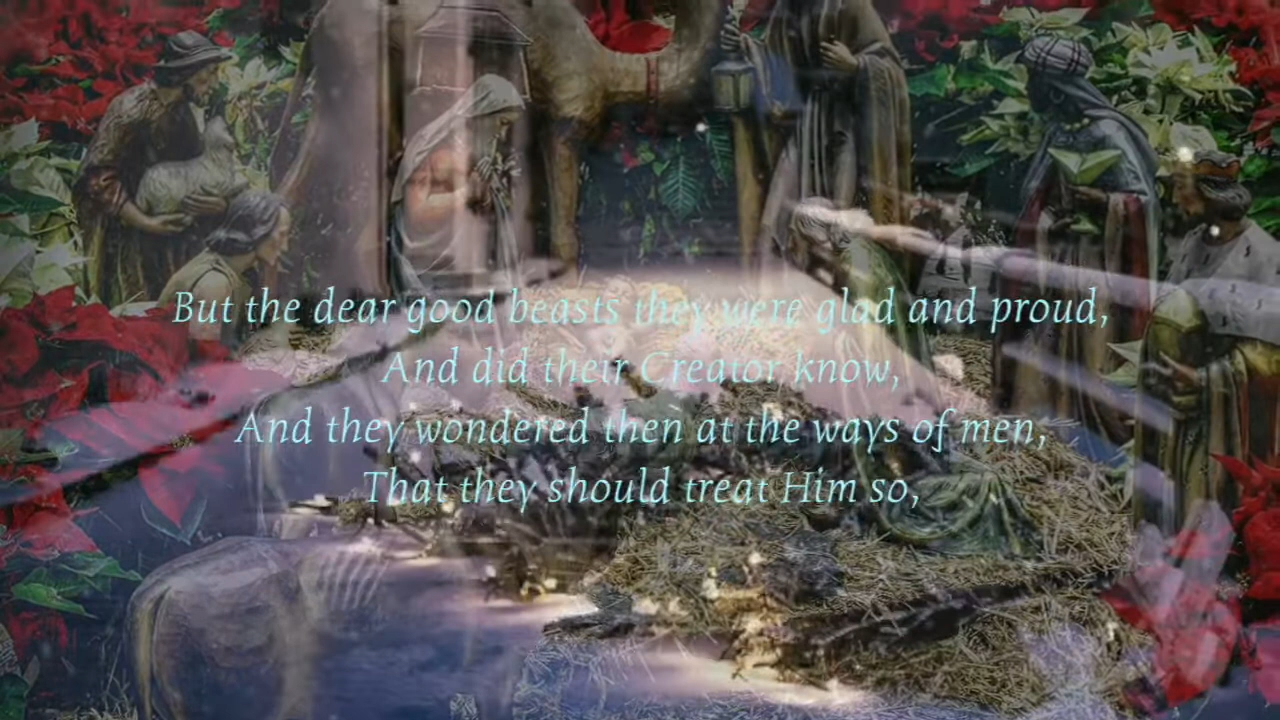 But the dear good beasts they were glad and proud,
And did their Creator know,
And they wondered then at the ways of men,
That they should treat Him so,